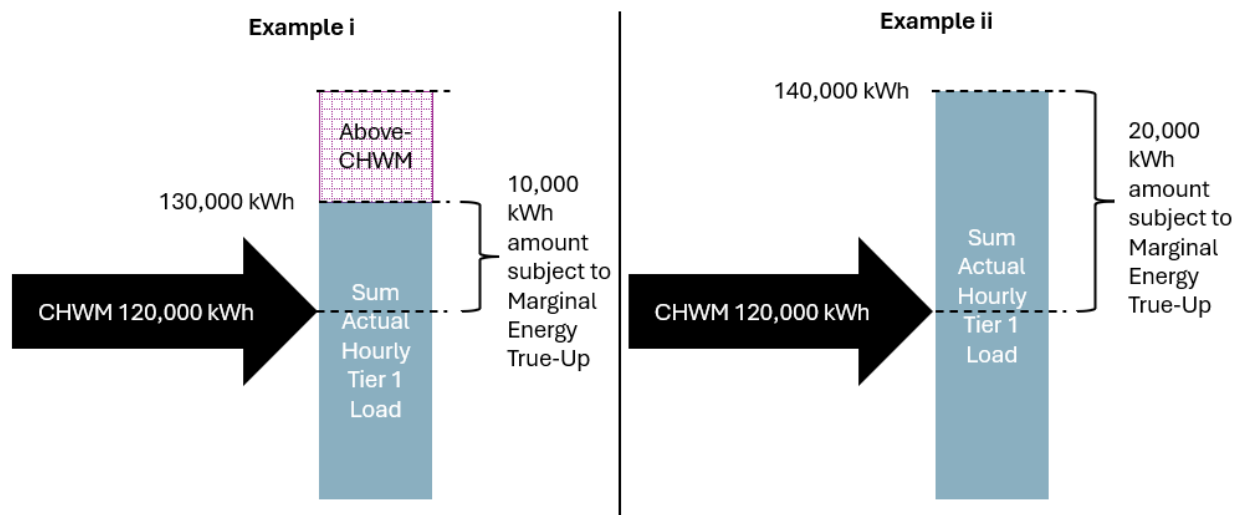 Example i
Above-
CHWM
130,000 kWh
10,000
kWh
amount
subject to
Marginal
Energy
True-Up
CHWM 120,000 kWh
Sum
Actual
Hourly
Tier 1
Load
Example ii
140,000 kWh
20,000
kWh
amount
subject to
Marginal
Energy
True-Up
CHWM 120,000 kWh
Sum
Actual
Hourly
Tier 1
Load